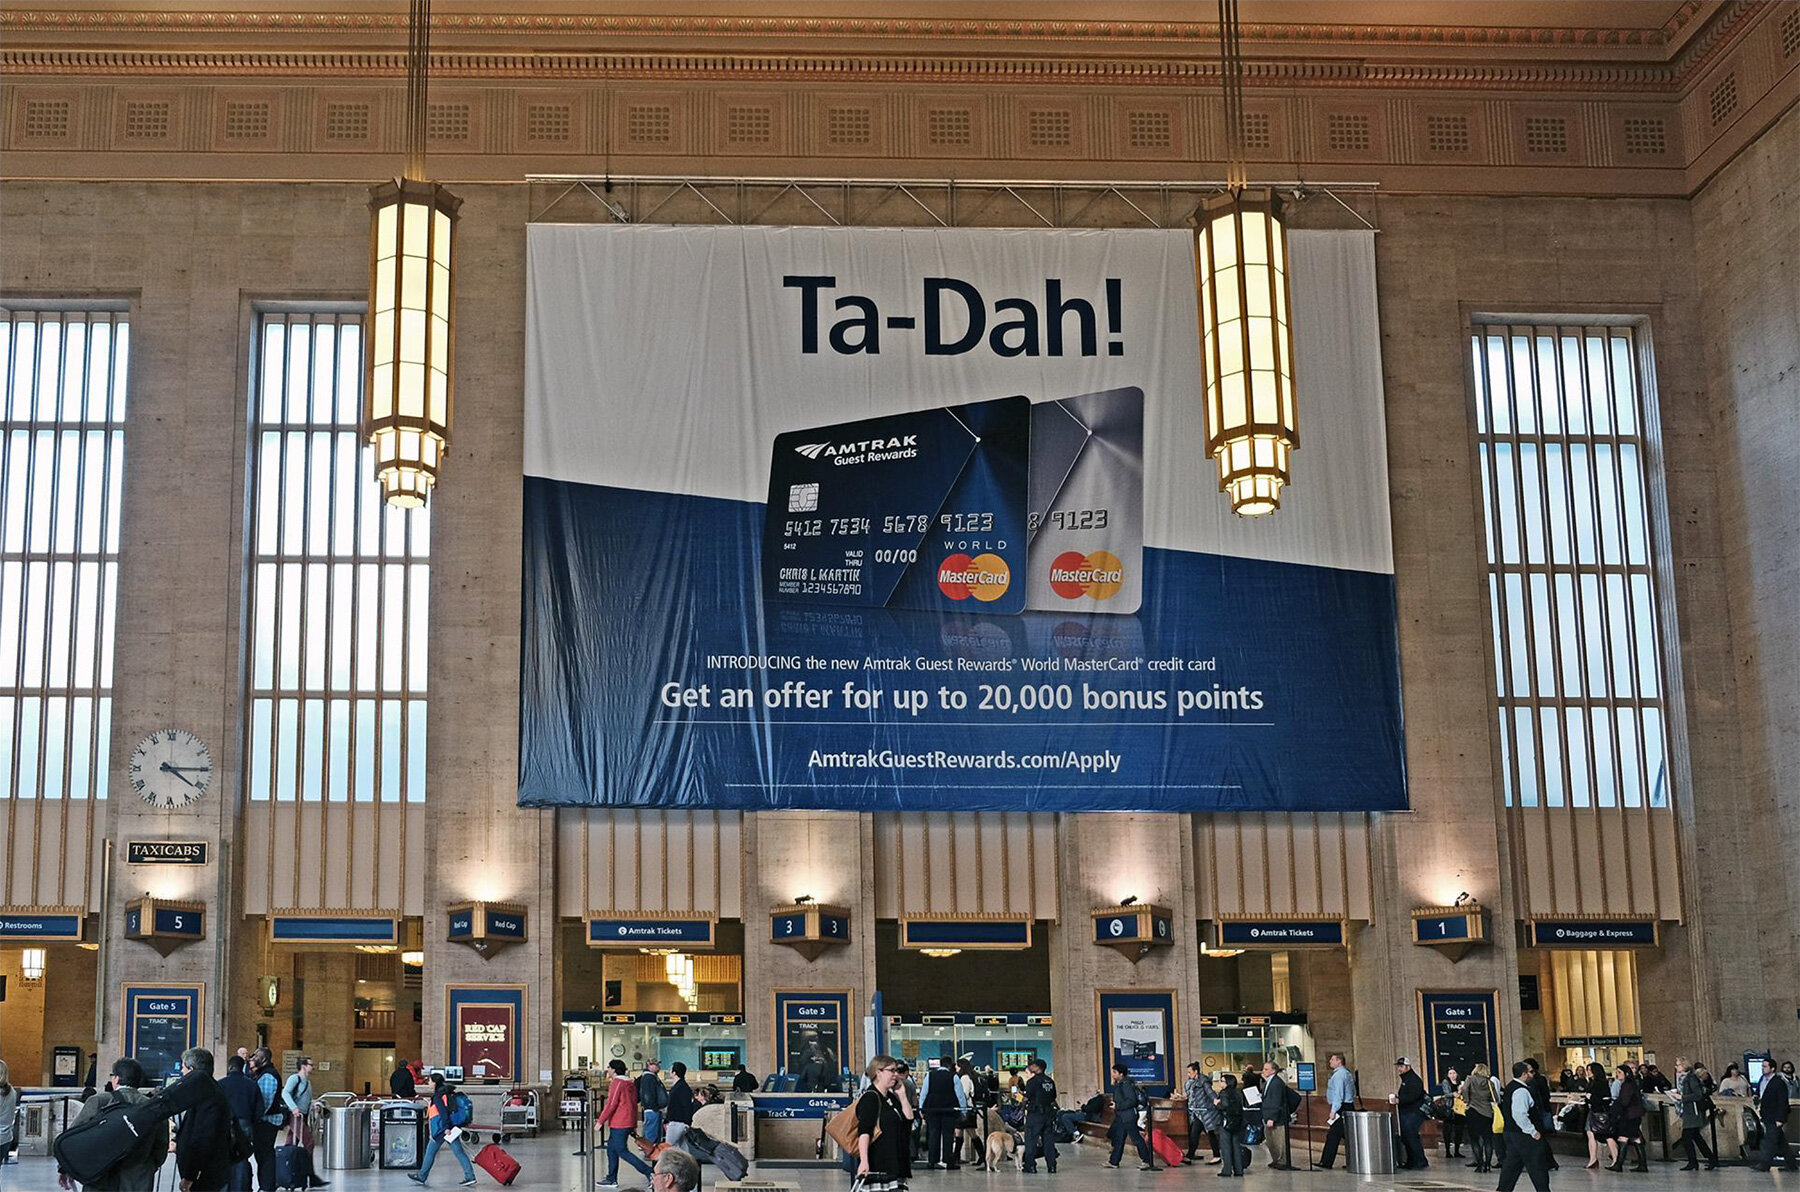 Ta-Dah!
AMTRAK
Guest Rewards
5412 7534 5678 9123
8 9123
5412
VALID
THRU
00/00
WORLD
CHRIS L MARTIN
MEMBER
NUMBER
1234567890
MasterCard
MasterCard
INTRODUCING the new Amtrak Guest Rewards® World MasterCard® credit card
Get an offer for up to 20,000 bonus points
AmtrakGuestRewards.com/Apply
TAXICABS
Restrooms
5
5
Red Cap
Red Cap
Amtrak Tickets
3
3
Amtrak Tickets
1
Baggage & Express
Gate 5
TRACK
RED CAP
SERVICE
Gate 3
TRACK
Gate 1
TRACK
Gate 3
Track 4